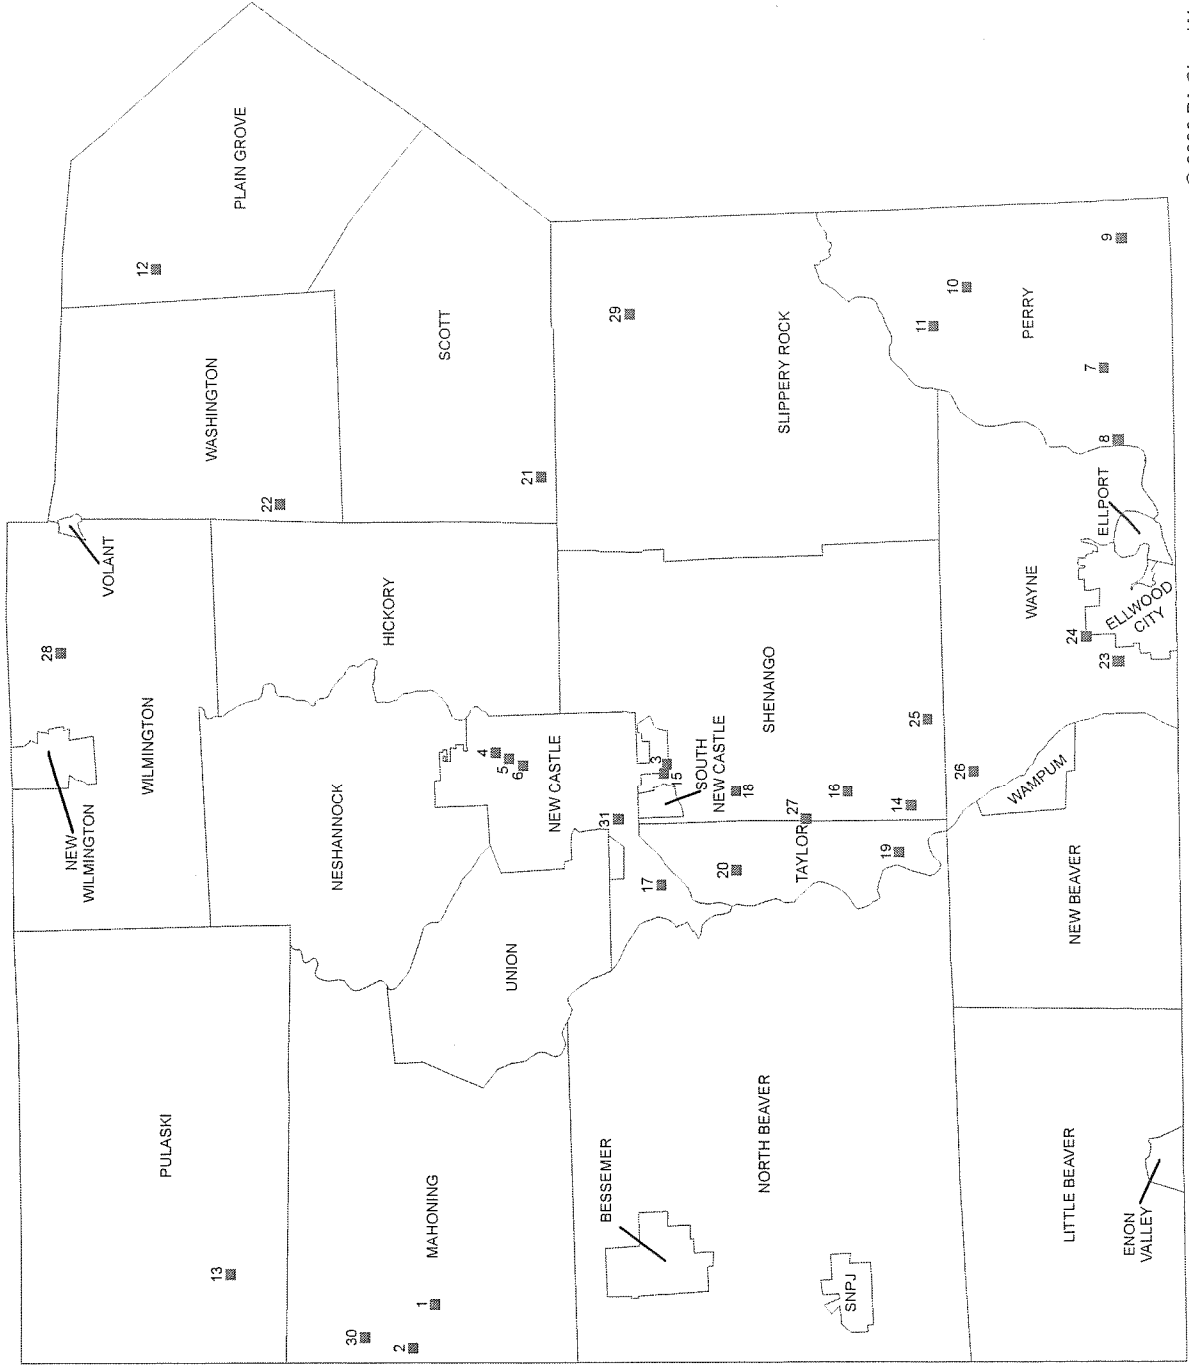 PLAIN GROVE
12
WASHINGTON
22
VOLANT
28
NEW
WILMINGTON
WILMINGTON
PULASKI
13
SCOTT
21
HICKORY
NESHANNOCK
4
5
6
NEW CASTLE
UNION
MAHONING
30
2
1
29
SLIPPERY ROCK
SHENANGO
3
15
SOUTH
NEW CASTLE
31
17
18
20
27
16
TAYLOR
14
19
25
BESSEMER
NORTH BEAVER
SNPJ
11
10
9
PERRY
7
8
ELLPORT
WAYNE
ELLWOOD
CITY
24
23
26
WAMPUM
NEW BEAVER
LITTLE BEAVER
ENON
VALLEY